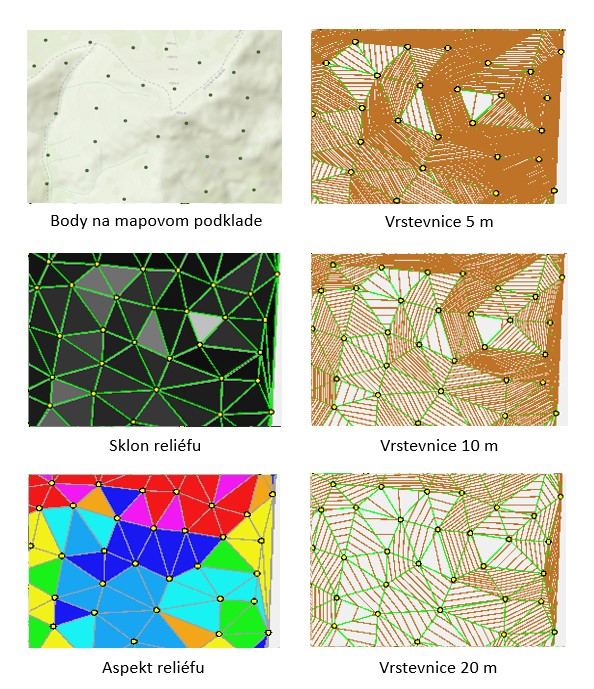 Body na mapovom podklade
Vrstevnice 5 m
Sklon reliéfu
Vrstevnice 10 m
Aspekt reliéfu
Vrstevnice 20 m